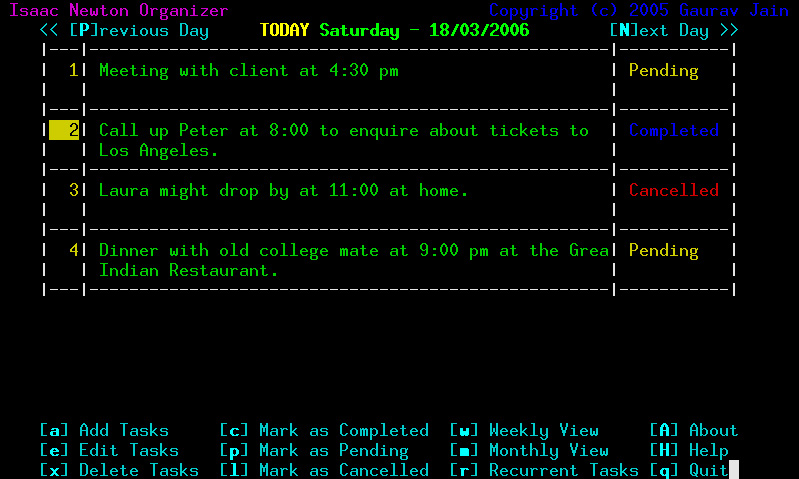 Isaac Newton Organizer Copyright (c) 2005 Gaurav Jain
<< [P]revious Day TODAY Saturday - 18/03/2006 [N]ext Day >>
1 Meeting with client at 4:30 pm Pending
2 Call up Peter at 8:00 to enquire about tickets to Completed
Los Angeles.
3 Laura might drop by at 11:00 at home. Cancelled
4 Dinner with old college mate at 9:00 pm at the Grea Pending
Indian Restaurant.
[a] Add Tasks [c] Mark as Completed [w] Weekly View [A] About
[e] Edit Tasks [p] Mark as Pending [m] Monthly View [H] Help
[x] Delete Tasks [l] Mark as Cancelled [r] Recurrent Tasks [q] Quit